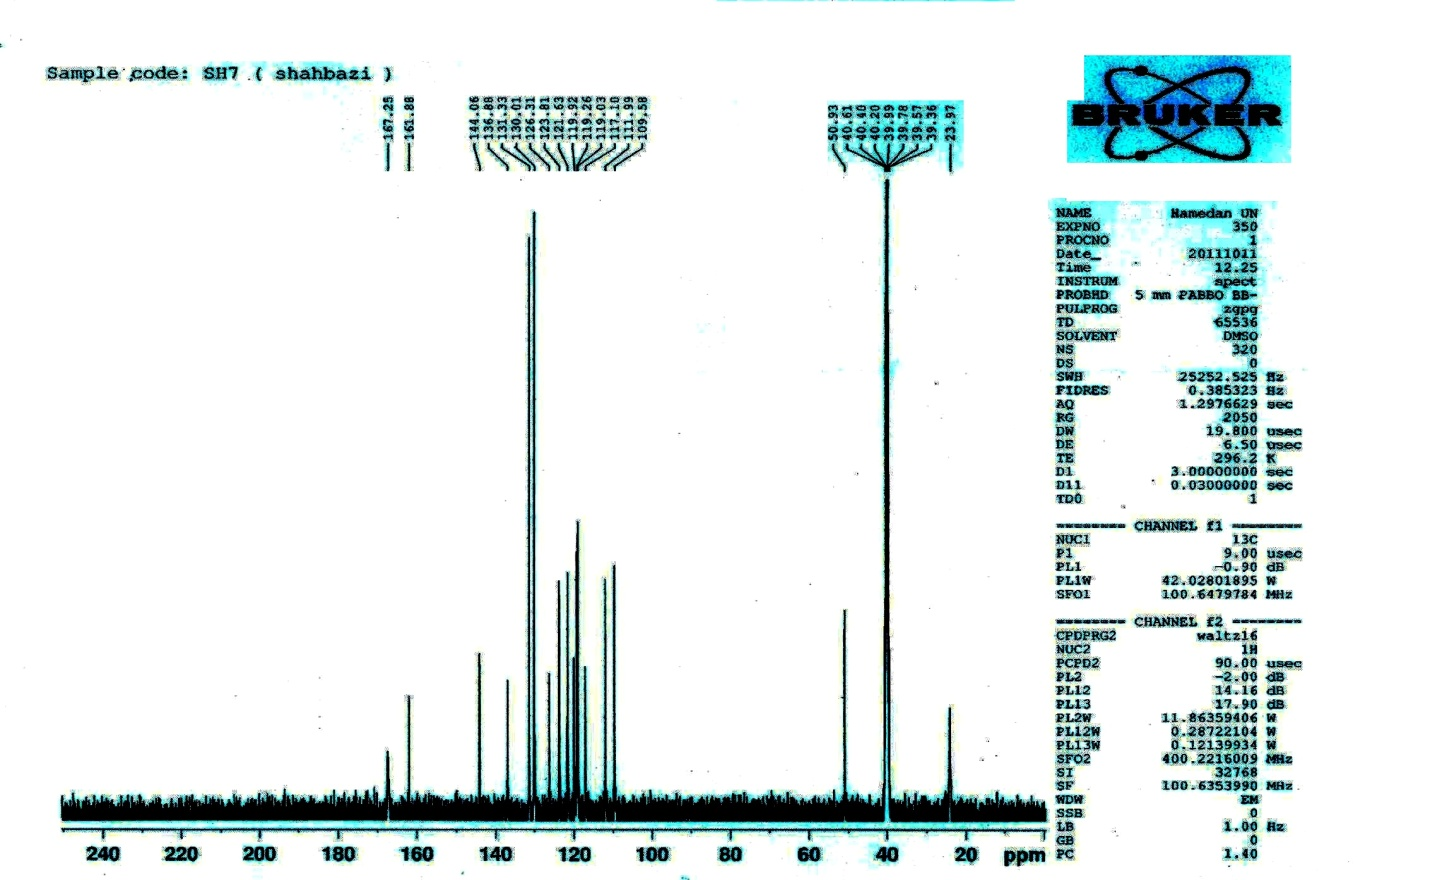 Sample code: SH7 ( shahbazi )
167.25
161.88
144.06
136.88
131.33
130.01
126.31
123.81
121.63
119.92
119.26
119.03
117.10
111.99
109.58
50.93
40.61
40.40
40.20
39.99
39.78
39.57
39.36
23.97
BRUKER
NAME Hamedan UN
EXPNO 350
PROCNO 1
Date_ 20111011
Time 12.25
INSTRUM spect
PROBHD 5 mm PABBO BB-
PULPROG zgpg
TD 65536
SOLVENT DMSO
NS 320
DS 0
SWH 25252.525 Hz
FIDRES 0.385323 Hz
AQ 1.2976629 sec
RG 2050
DW 19.800 usec
DE 6.50 usec
TE 296.2 K
D1 3.00000000 sec
D11 0.03000000 sec
TD0 1
======== CHANNEL f1 ========
NUC1 13C
P1 9.00 usec
PL1 -0.90 dB
PL1W 42.02801895 W
SFO1 100.6479784 MHz
======== CHANNEL f2 ========
CPDPRG2 waltz16
NUC2 1H
PCPD2 90.00 usec
PL2 -2.00 dB
PL12 14.16 dB
PL13 17.90 dB
PL2W 11.86359406 W
PL12W 0.28722104 W
PL13W 0.12139934 W
SFO2 400.2216009 MHz
SI 32768
SF 100.6353990 MHz
WDW EM
SSB 0
LB 1.00 Hz
GB 0
PC 1.40
240 220 200 180 160 140 120 100 80 60 40 20 ppm